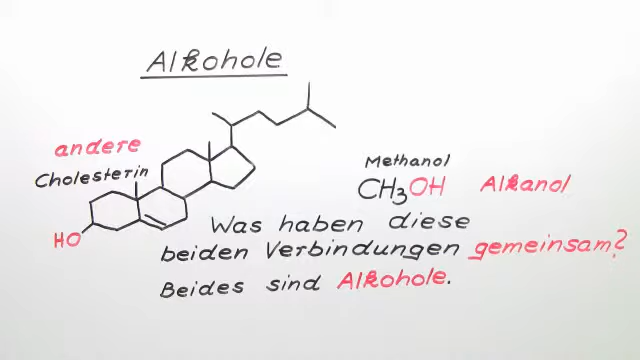 Alkohole
andere
Cholesterin
HO
Methanol
CH3OH Alkanol
Was haben diese
beiden Verbindungen gemeinsam?
Beides sind Alkohole.